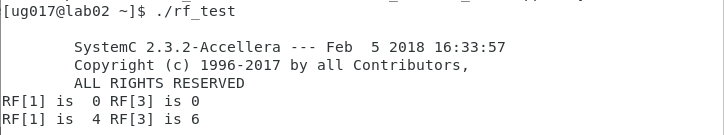 [ug017@lab02 ~]$ ./rf_test
SystemC 2.3.2-Accellera --- Feb  5 2018 16:33:57
Copyright (c) 1996-2017 by all Contributors,
ALL RIGHTS RESERVED
RF[1] is  0 RF[3] is 0
RF[1] is  4 RF[3] is 6